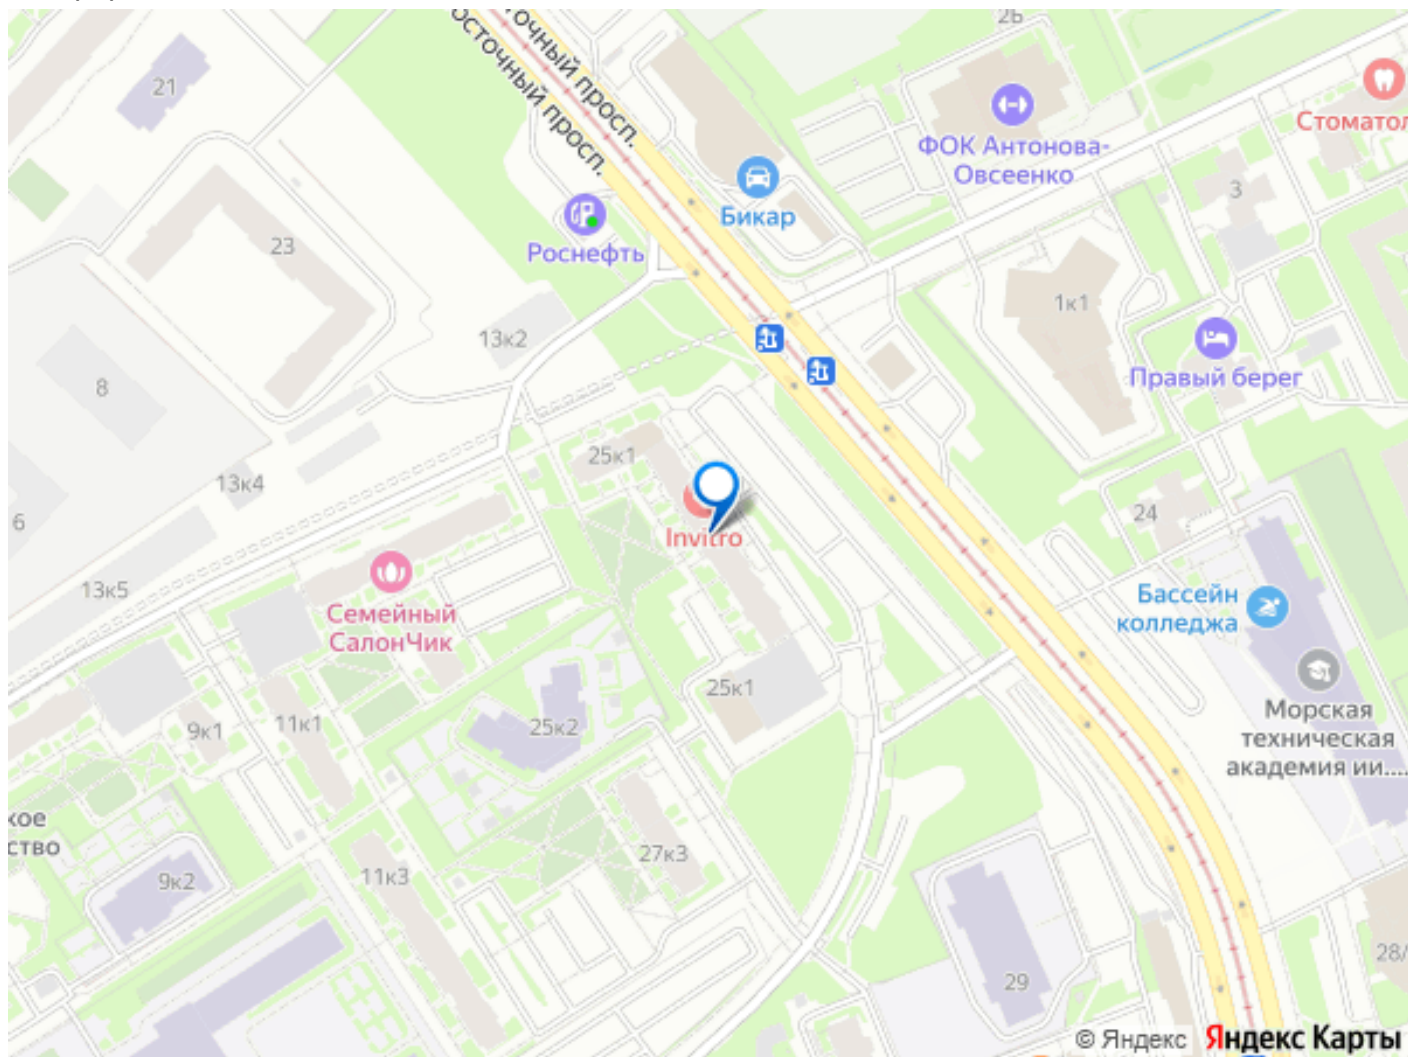 2Б
точный просп.
осточный просп.
21
Стоматол
ФОК Антонова-
Овсеенко
3
Бикар
Роснефть
23
1к1
13к2
Правый берег
8
25к1
13к4
6
24
Invitro
13к5
Бассейн
колледжа
Семейный
СалонЧик
25к1
Морская
техническая
академия ии....
9к1
11к1
25к2
кое
ство
27к3
9к2
11к3
28/
29
© Яндекс Яндекс Карты